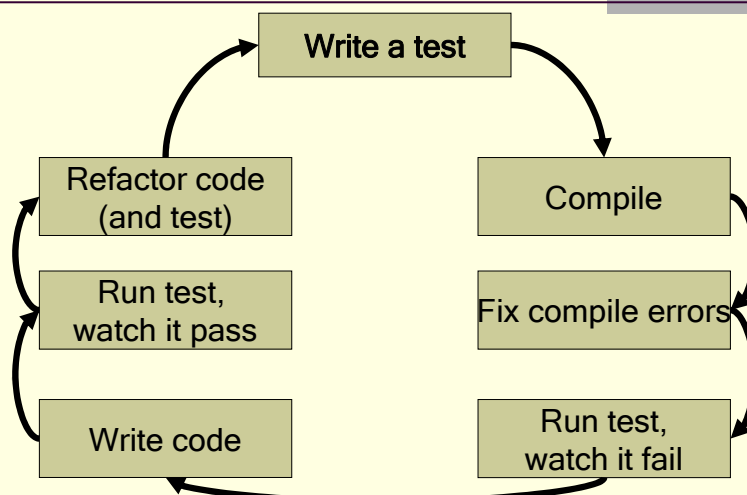 Write a test
Refactor code
(and test)
Compile
Run test,
watch it pass
Fix compile errors
Write code
Run test,
watch it fail